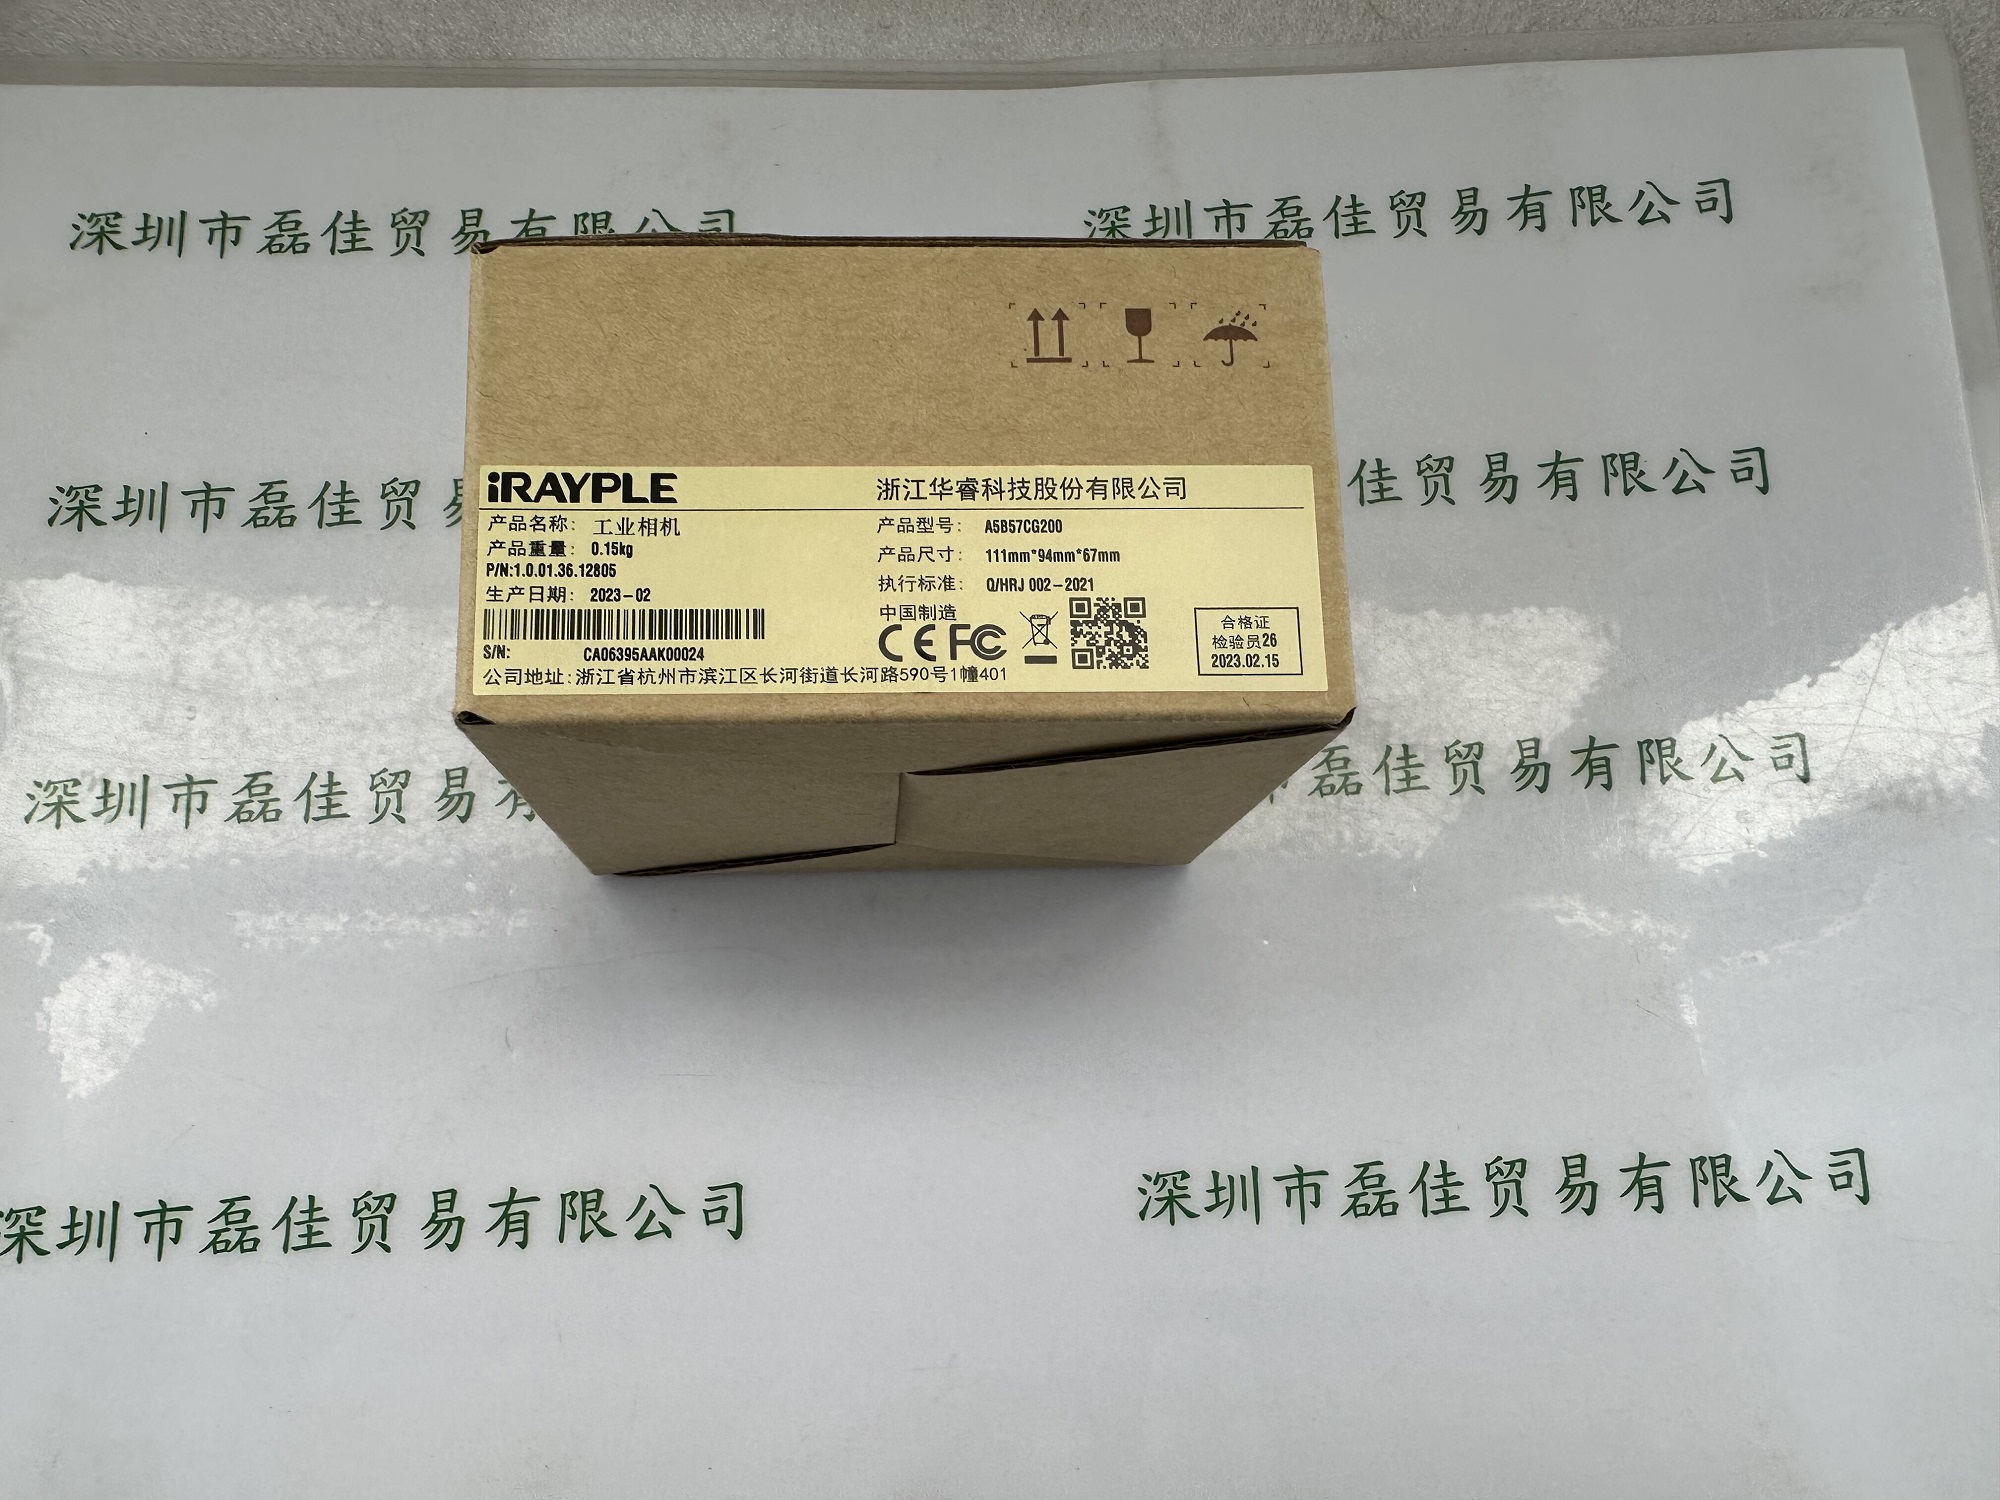 深圳市磊佳贸易有限公司
深圳市磊佳贸易有限公司
深圳市磊佳贸易
佳贸易有限公司
iRAYPLE
浙江华睿科技股份有限公司
产品名称: 工业相机
产品型号: A5B57CG200
产品重量: 0.15kg
产品尺寸: 111mm*94mm*67mm
P/N:1.0.01.36.12805
执行标准: Q/HRJ 002-2021
生产日期: 2023-02
中国制造
CE FC
合格证
检验员26
2023.02.15
S/N: CA06395AAK00024
公司地址:浙江省杭州市滨江区长河街道长河路590号1幢401
深圳市磊佳贸易有
磊佳贸易有限公司
深圳市磊佳贸易有限公司
深圳市磊佳贸易有限公司